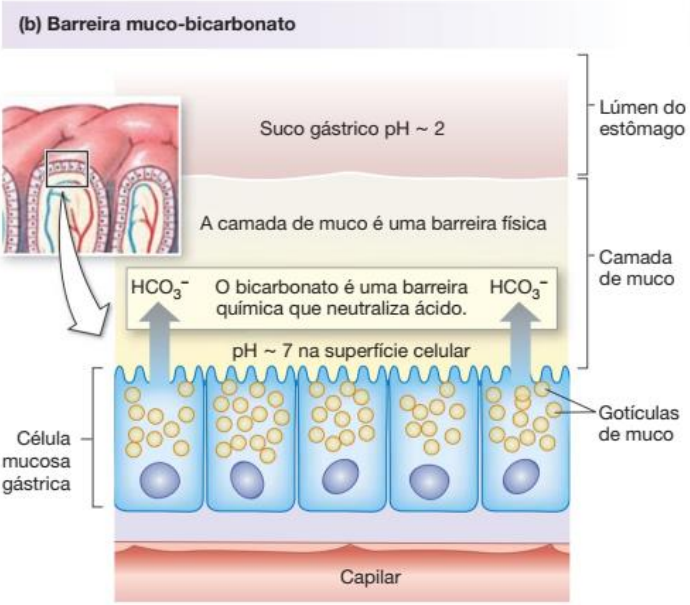 (b) Barreira muco-bicarbonato
Suco gástrico pH ~ 2
Lúmen do
estômago
A camada de muco é uma barreira física
Camada
de muco
HCO₃⁻
O bicarbonato é uma barreira
química que neutraliza ácido.
HCO₃⁻
pH ~ 7 na superfície celular
Célula
mucosa
gástrica
Gotículas
de muco
Capilar